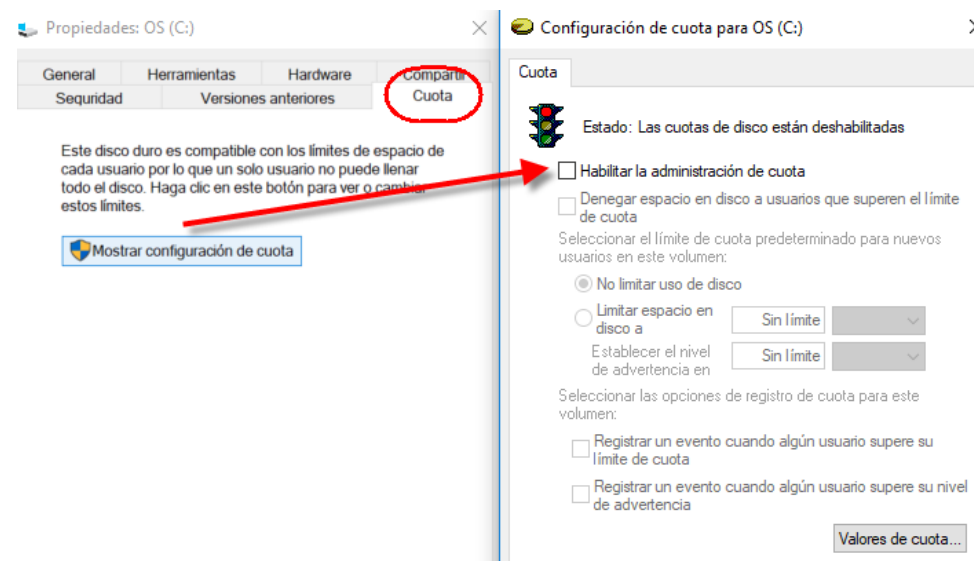 Propiedades: OS (C:)
General Herramientas Hardware Compartir
Seguridad Versiones anteriores Cuota
Este disco duro es compatible con los límites de espacio de
cada usuario por lo que un solo usuario no puede llenar
todo el disco. Haga clic en este botón para ver o cambiar
estos límites.
Mostrar configuración de cuota
Configuración de cuota para OS (C:)
Cuota
Estado: Las cuotas de disco están deshabilitadas
Habilitar la administración de cuota
Denegar espacio en disco a usuarios que superen el límite
de cuota
Seleccionar el límite de cuota predeterminado para nuevos
usuarios en este volumen:
No limitar uso de disco
Limitar espacio en
disco a
Sin límite
Establecer el nivel
de advertencia en
Sin límite
Seleccionar las opciones de registro de cuota para este
volumen:
Registrar un evento cuando algún usuario supere su
límite de cuota
Registrar un evento cuando algún usuario supere su nivel
de advertencia
Valores de cuota...